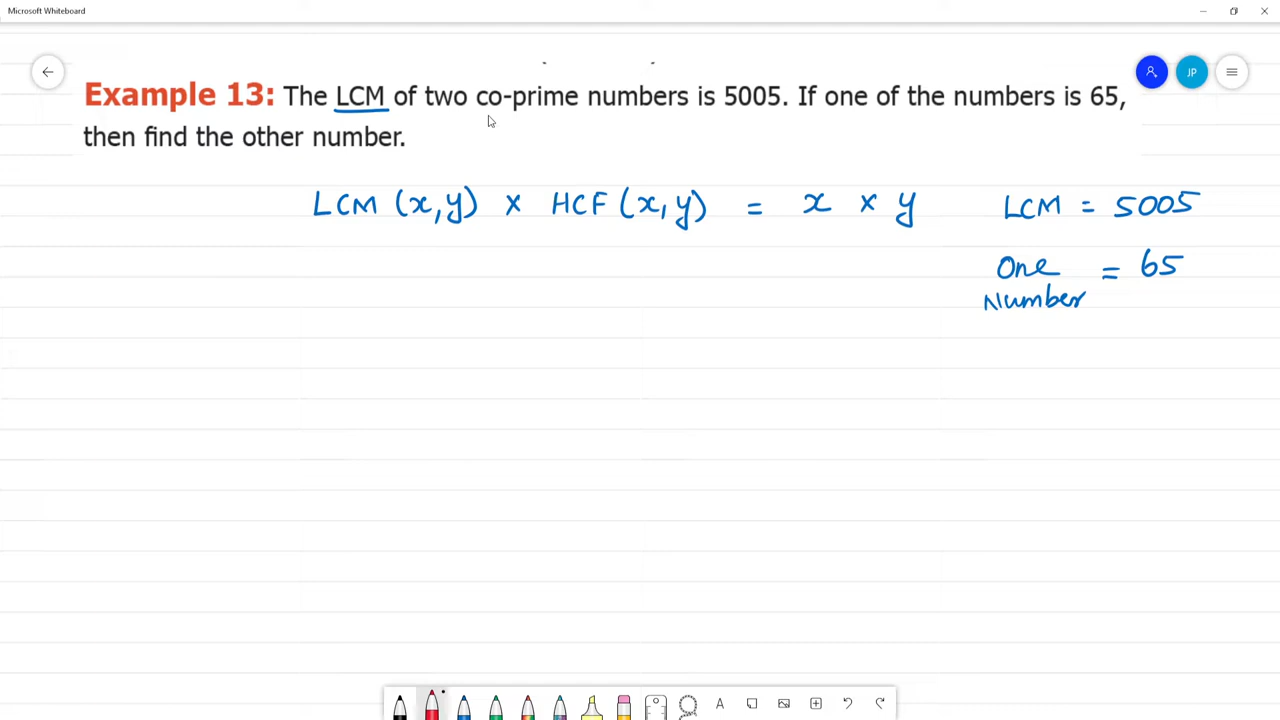 Microsoft Whiteboard
JP
Example 13: The LCM of two co-prime numbers is 5005. If one of the numbers is 65,
then find the other number.
LCM (x,y) × HCF (x,y) = x × y
LCM = 5005
One Number = 65
A